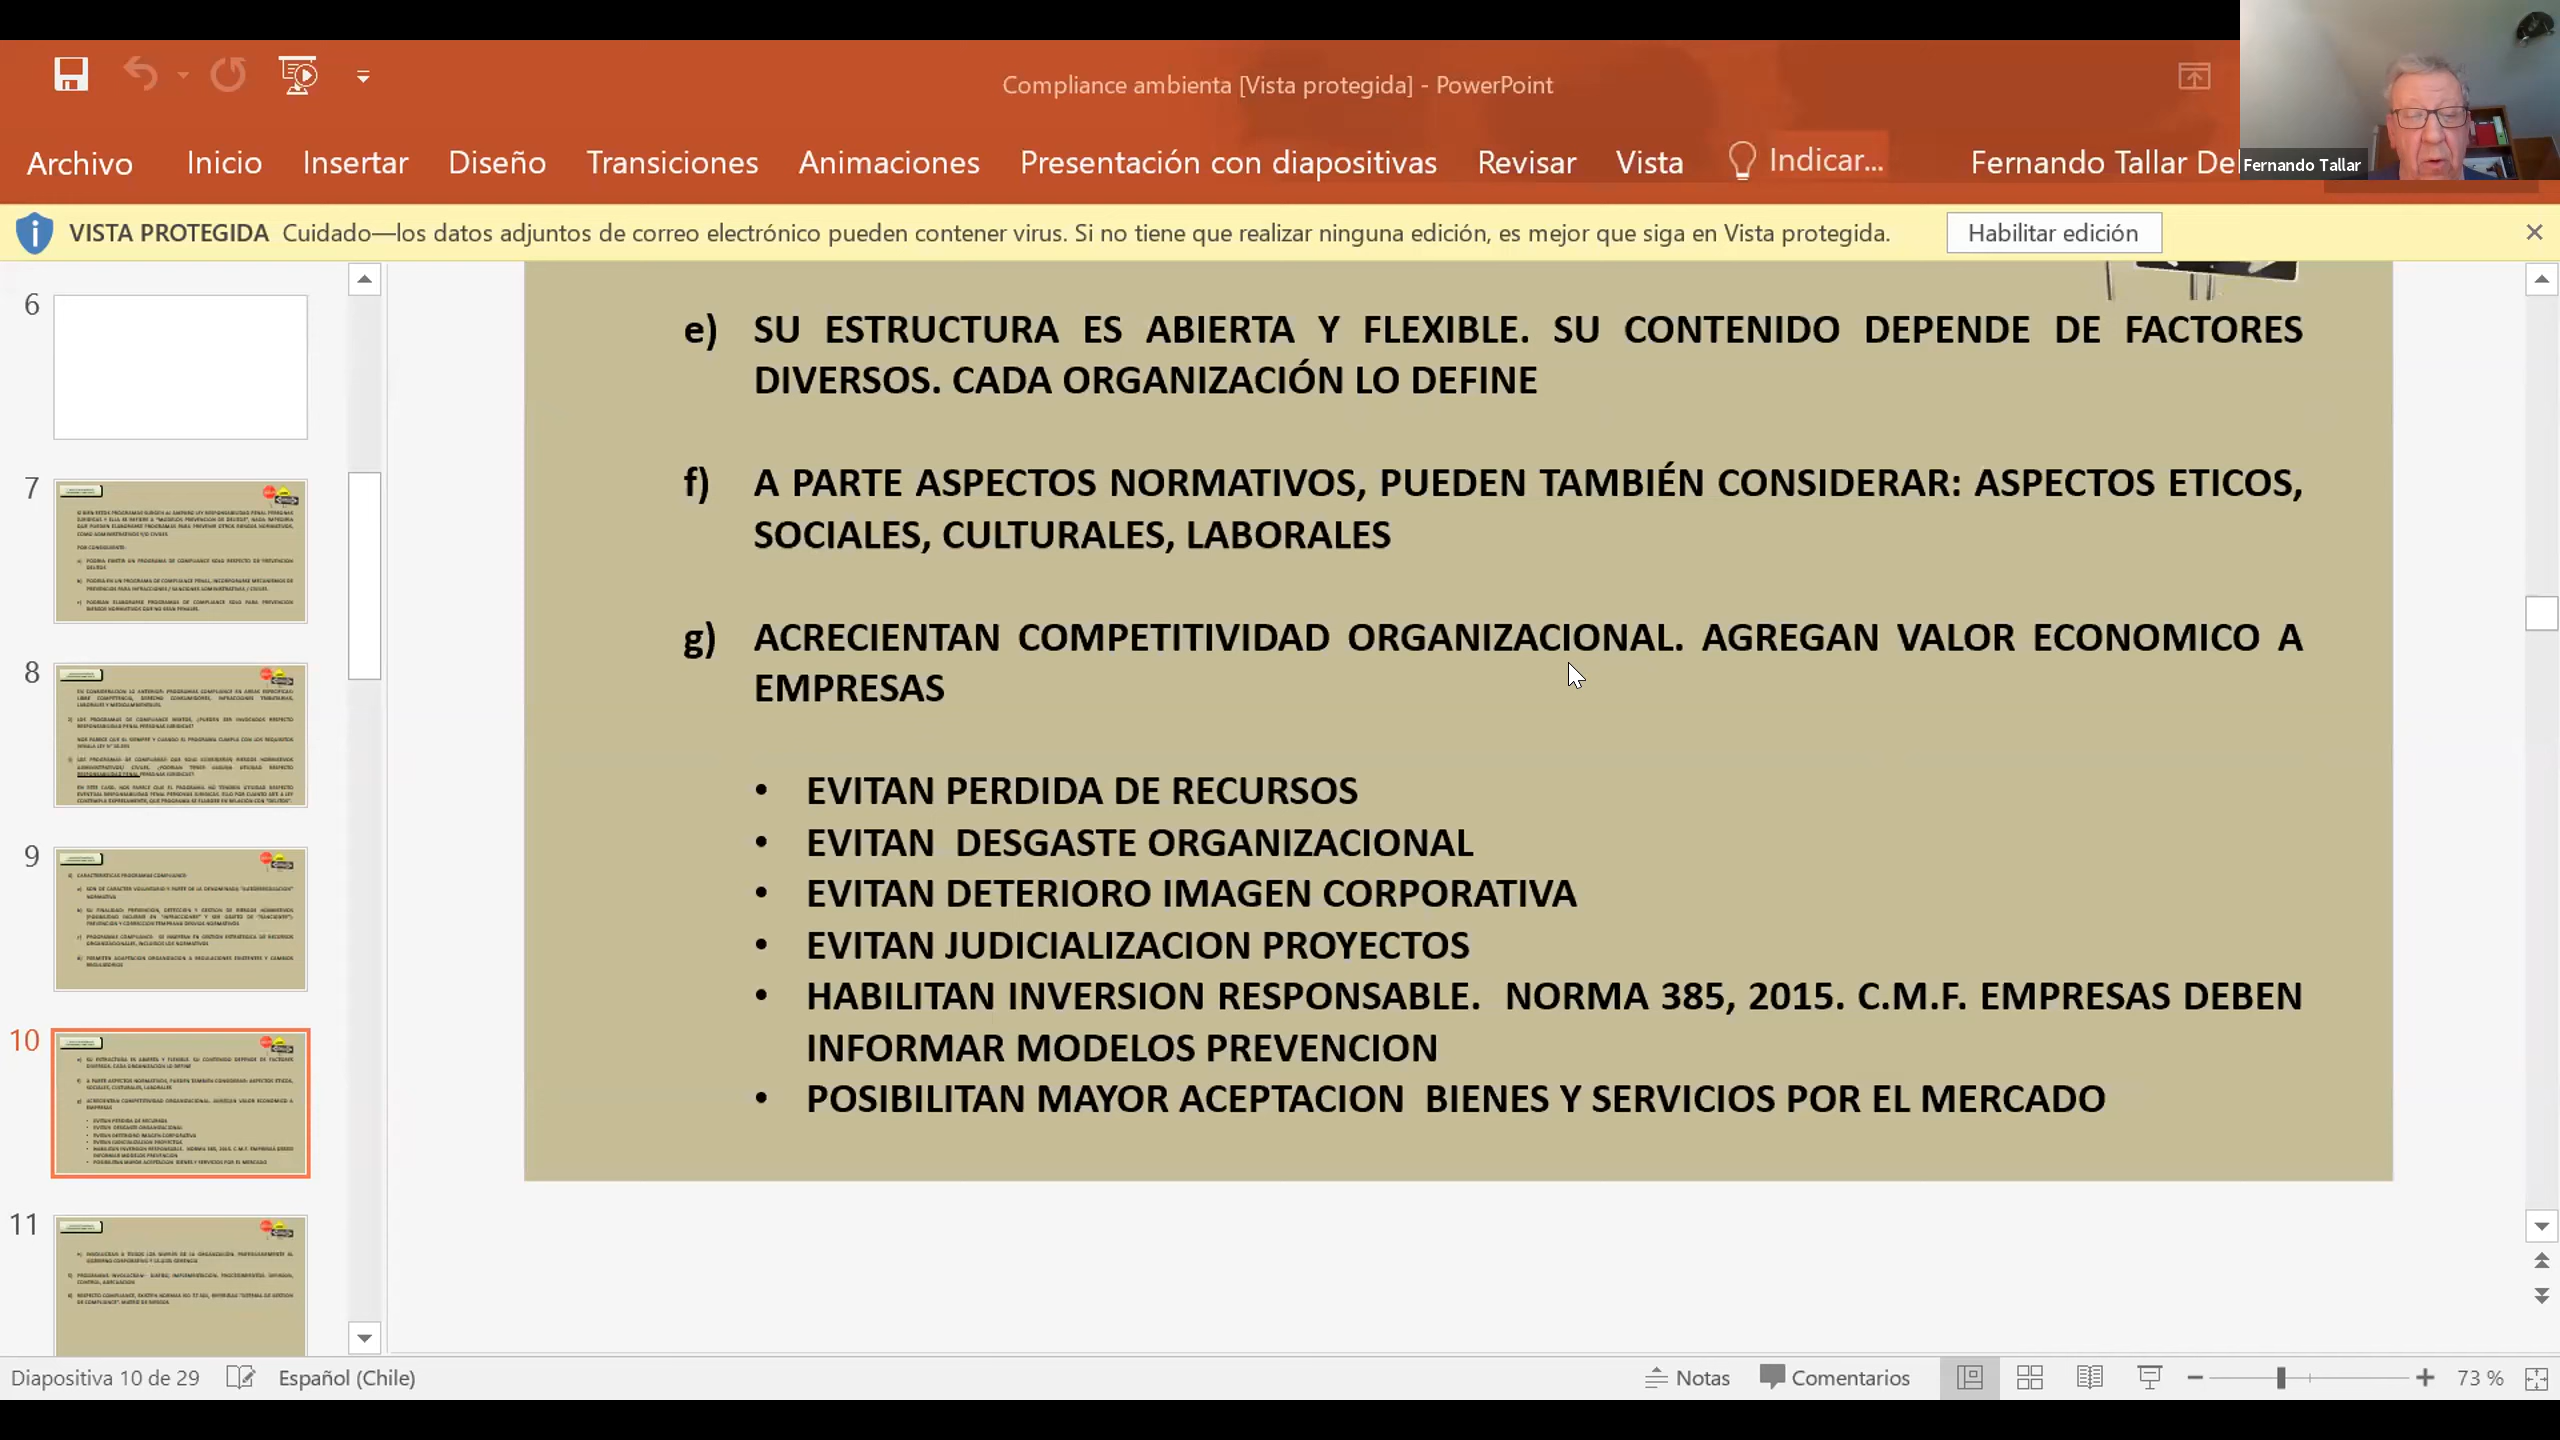 Compliance ambienta [Vista protegida] - PowerPoint
Archivo Inicio Insertar Diseño Transiciones Animaciones Presentación con diapositivas Revisar Vista Indicar... Fernando Tallar Del
Fernando Tallar
VISTA PROTEGIDA Cuidado—los datos adjuntos de correo electrónico pueden contener virus. Si no tiene que realizar ninguna edición, es mejor que siga en Vista protegida. Habilitar edición
6
7
8
9
10
11
e) SU ESTRUCTURA ES ABIERTA Y FLEXIBLE. SU CONTENIDO DEPENDE DE FACTORES
DIVERSOS. CADA ORGANIZACIÓN LO DEFINE
f) A PARTE ASPECTOS NORMATIVOS, PUEDEN TAMBIÉN CONSIDERAR: ASPECTOS ETICOS,
SOCIALES, CULTURALES, LABORALES
g) ACRECIENTAN COMPETITIVIDAD ORGANIZACIONAL. AGREGAN VALOR ECONOMICO A
EMPRESAS
• EVITAN PERDIDA DE RECURSOS
• EVITAN DESGASTE ORGANIZACIONAL
• EVITAN DETERIORO IMAGEN CORPORATIVA
• EVITAN JUDICIALIZACION PROYECTOS
• HABILITAN INVERSION RESPONSABLE. NORMA 385, 2015. C.M.F. EMPRESAS DEBEN
INFORMAR MODELOS PREVENCION
• POSIBILITAN MAYOR ACEPTACION BIENES Y SERVICIOS POR EL MERCADO
Diapositiva 10 de 29 Español (Chile) Notas Comentarios 73 %